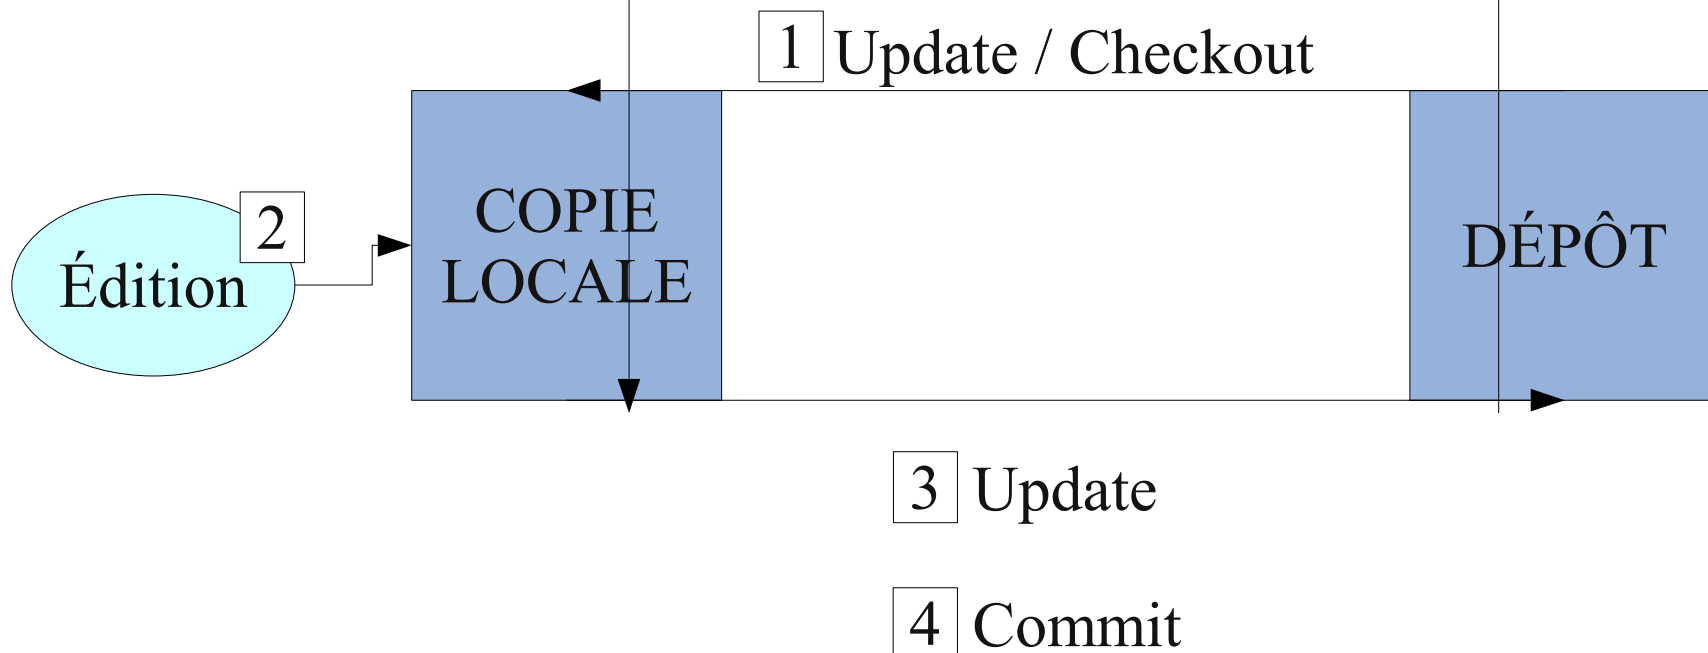 1 Update / Checkout
COPIE
LOCALE
DÉPÔT
2
Édition
3 Update
4 Commit